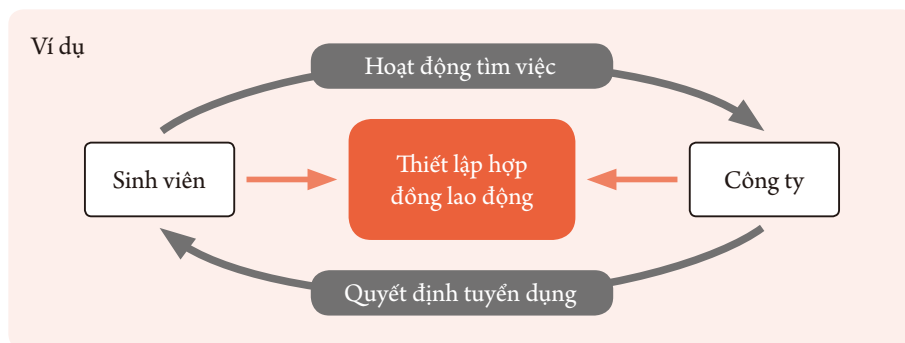 Ví dụ
Hoạt động tìm việc
Sinh viên
Thiết lập hợp
đồng lao động
Công ty
Quyết định tuyển dụng